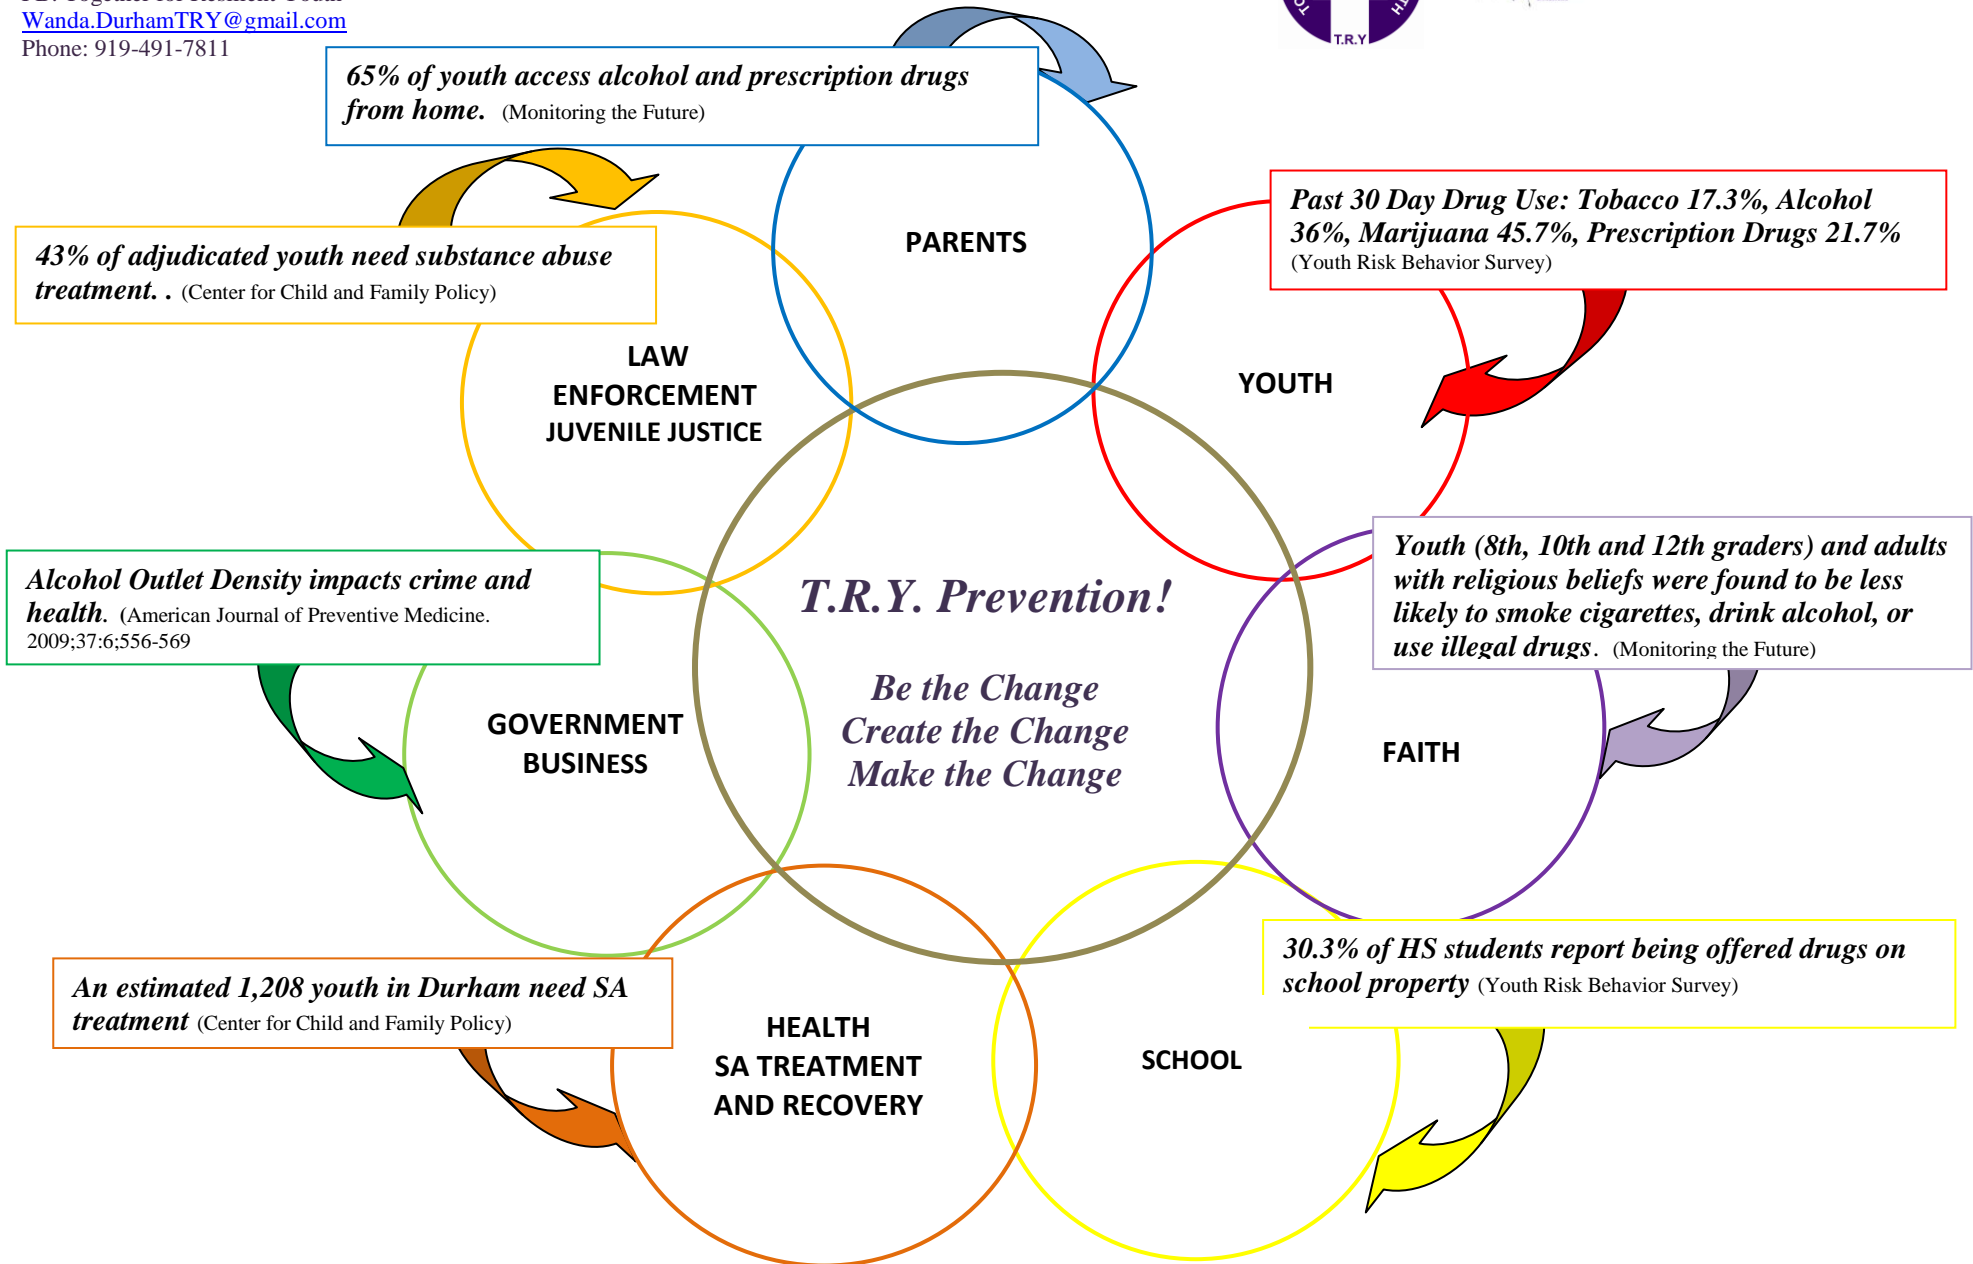 Wanda.DurhamTRY@gmail.com
Phone: 919-491-7811
T.R.Y
65% of youth access alcohol and prescription drugs
from home. (Monitoring the Future)
Past 30 Day Drug Use: Tobacco 17.3%, Alcohol
36%, Marijuana 45.7%, Prescription Drugs 21.7%
(Youth Risk Behavior Survey)
43% of adjudicated youth need substance abuse
treatment. . (Center for Child and Family Policy)
PARENTS
LAW
ENFORCEMENT
JUVENILE JUSTICE
YOUTH
Alcohol Outlet Density impacts crime and
health. (American Journal of Preventive Medicine.
2009;37:6;556-569
T.R.Y. Prevention!
Be the Change
Create the Change
Make the Change
Youth (8th, 10th and 12th graders) and adults
with religious beliefs were found to be less
likely to smoke cigarettes, drink alcohol, or
use illegal drugs. (Monitoring the Future)
GOVERNMENT
BUSINESS
FAITH
An estimated 1,208 youth in Durham need SA
treatment (Center for Child and Family Policy)
30.3% of HS students report being offered drugs on
school property (Youth Risk Behavior Survey)
HEALTH
SA TREATMENT
AND RECOVERY
SCHOOL